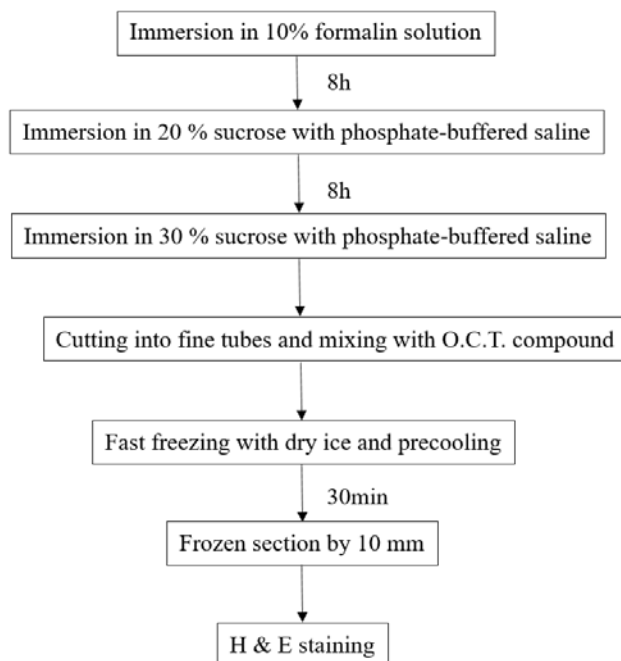 Immersion in 10% formalin solution
8h
Immersion in 20 % sucrose with phosphate-buffered saline
8h
Immersion in 30 % sucrose with phosphate-buffered saline
Cutting into fine tubes and mixing with O.C.T. compound
Fast freezing with dry ice and precooling
30min
Frozen section by 10 mm
H & E staining